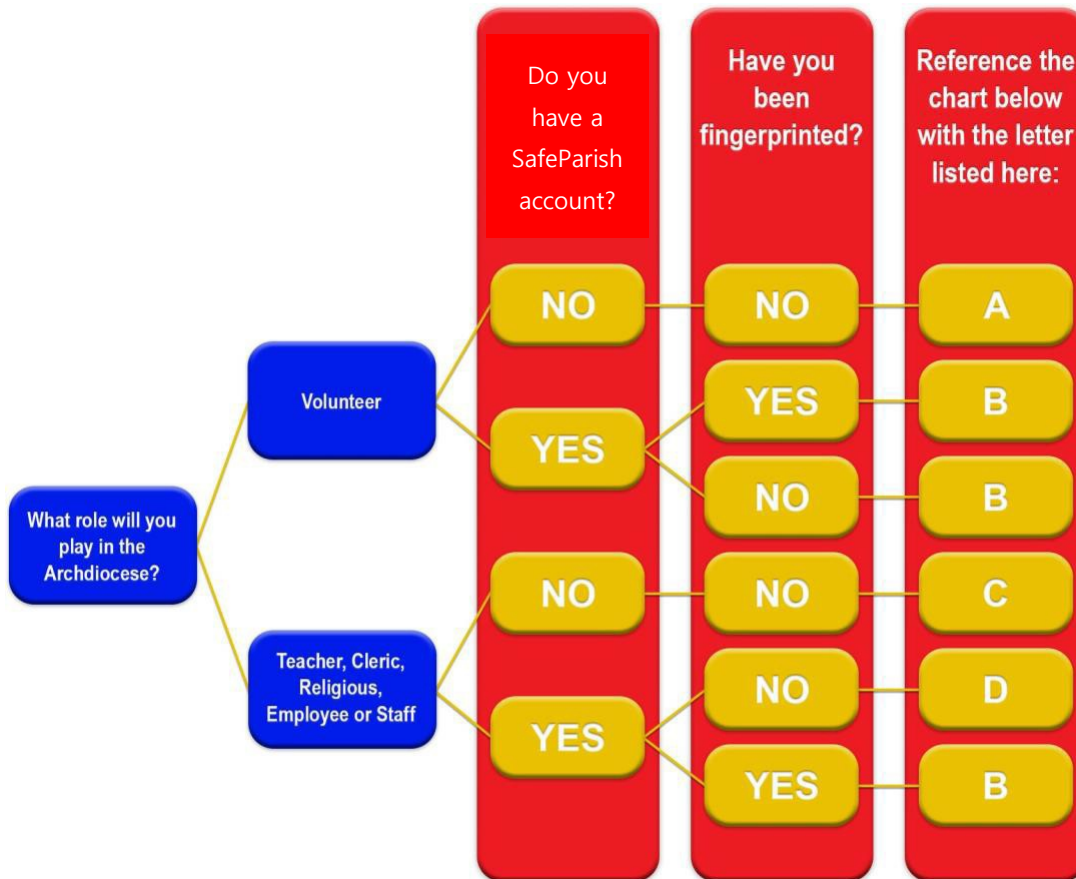 Do you
have a
SafeParish
account?
Have you
been
fingerprinted?
Reference the
chart below
with the letter
listed here:
NO
NO
A
Volunteer
YES
YES
B
NO
B
What role will you
play in the
Archdiocese?
NO
NO
C
Teacher, Cleric,
Religious,
Employee or Staff
YES
NO
D
YES
B